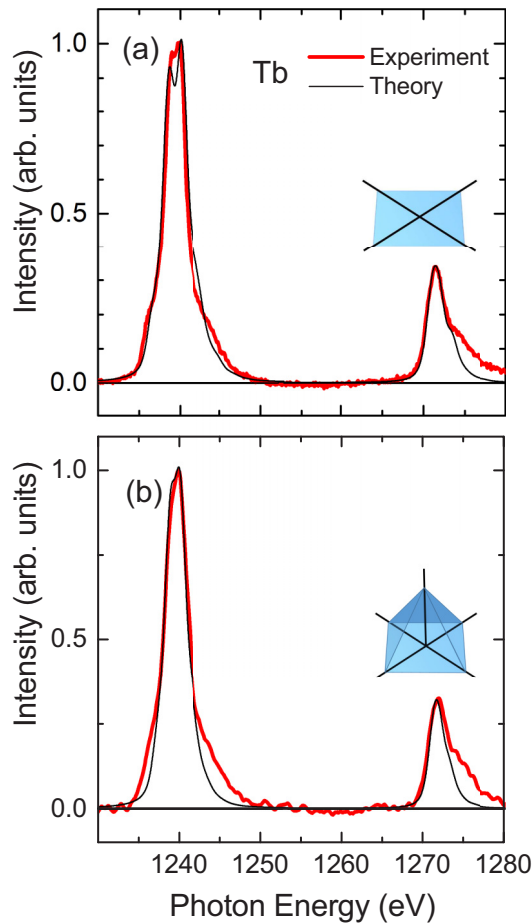 (a)
Tb
Experiment
Theory
Intensity (arb. units)
1.0
0.5
0.0
(b)
Intensity (arb. units)
1.0
0.5
0.0
1240 1250 1260 1270 1280
Photon Energy (eV)